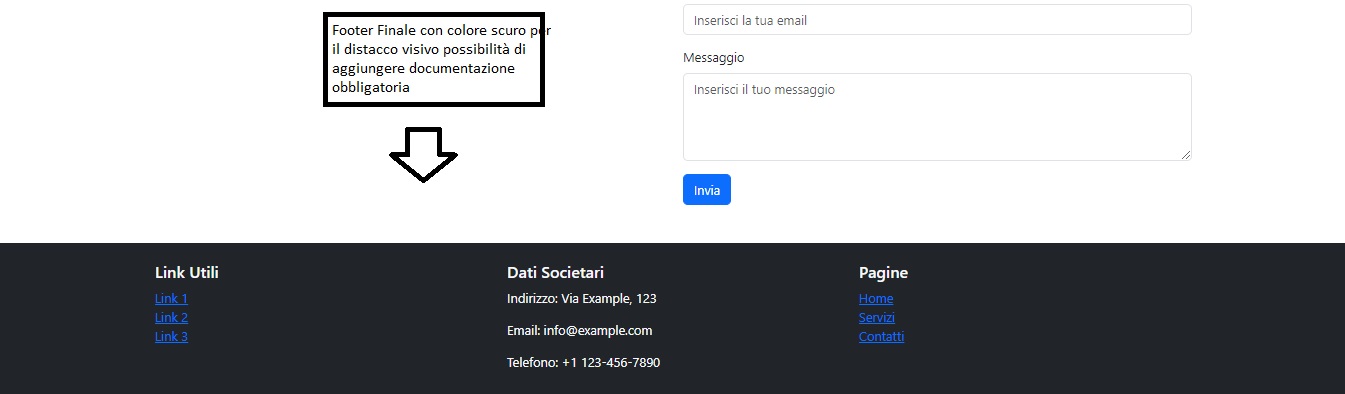 Footer Finale con colore scuro per
il distacco visivo possibilità di
aggiungere documentazione
obbligatoria
Inserisci la tua email
Messaggio
Inserisci il tuo messaggio
Invia
Link Utili
Link 1
Link 2
Link 3
Dati Societari
Indirizzo: Via Example, 123
Email: info@example.com
Telefono: +1 123-456-7890
Pagine
Home
Servizi
Contatti